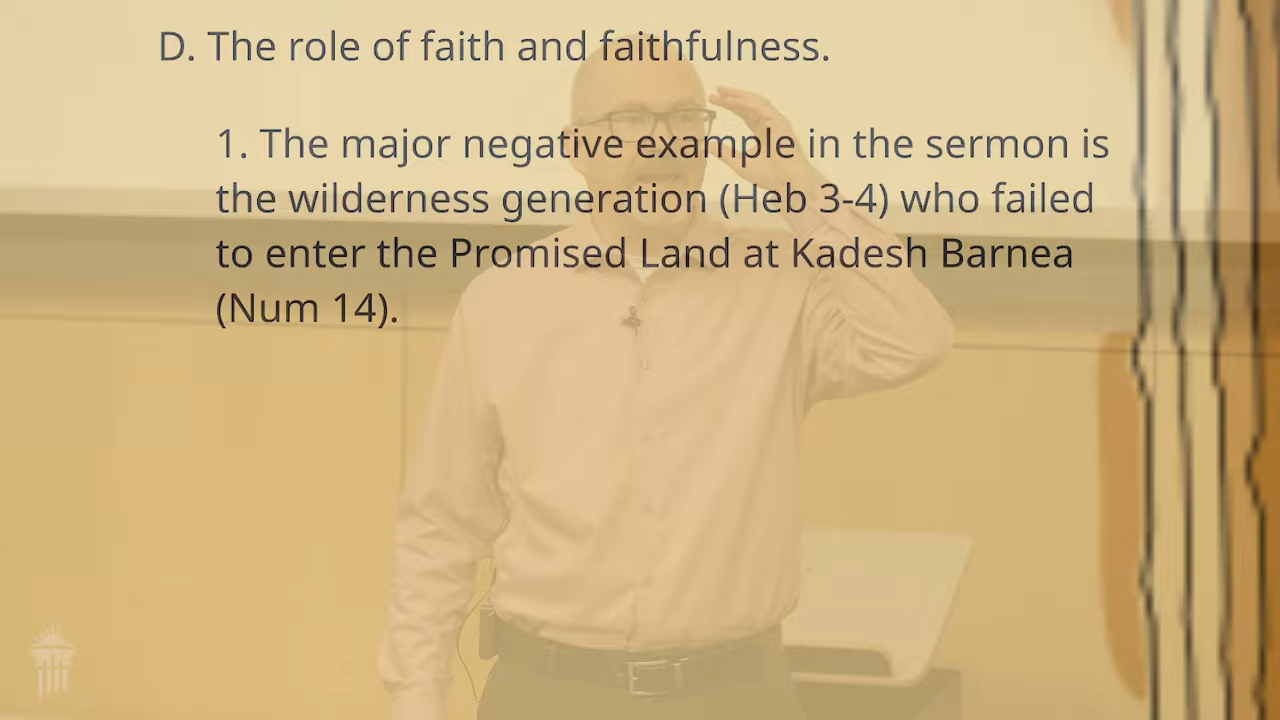 D. The role of faith and faithfulness.
1. The major negative example in the sermon is
the wilderness generation (Heb 3-4) who failed
to enter the Promised Land at Kadesh Barnea
(Num 14).